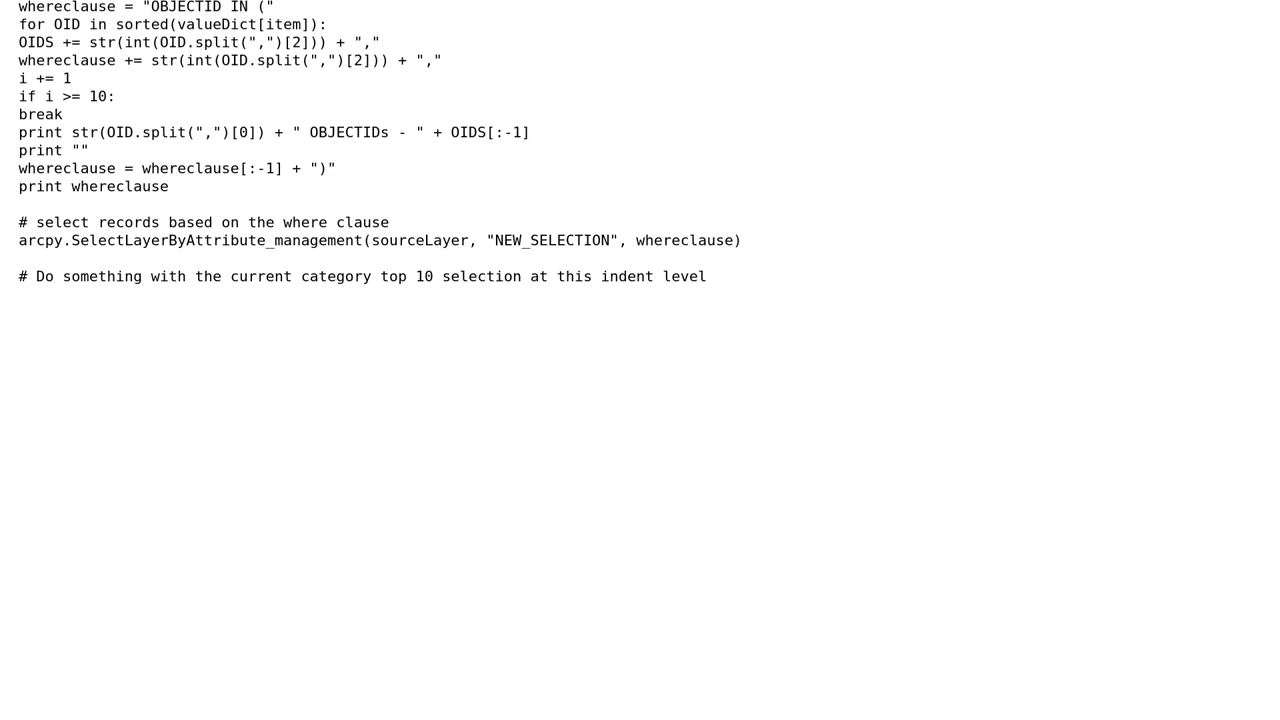 whereclause = "OBJECTID IN ("
for OID in sorted(valueDict[item]):
OIDS += str(int(OID.split(",")[2])) + ","
whereclause += str(int(OID.split(",")[2])) + ","
i += 1
if i >= 10:
break
print str(OID.split(",")[0]) + " OBJECTIDs - " + OIDS[:-1]
print ""
whereclause = whereclause[:-1] + ")"
print whereclause
# select records based on the where clause
arcpy.SelectLayerByAttribute_management(sourceLayer, "NEW_SELECTION", whereclause)
# Do something with the current category top 10 selection at this indent level